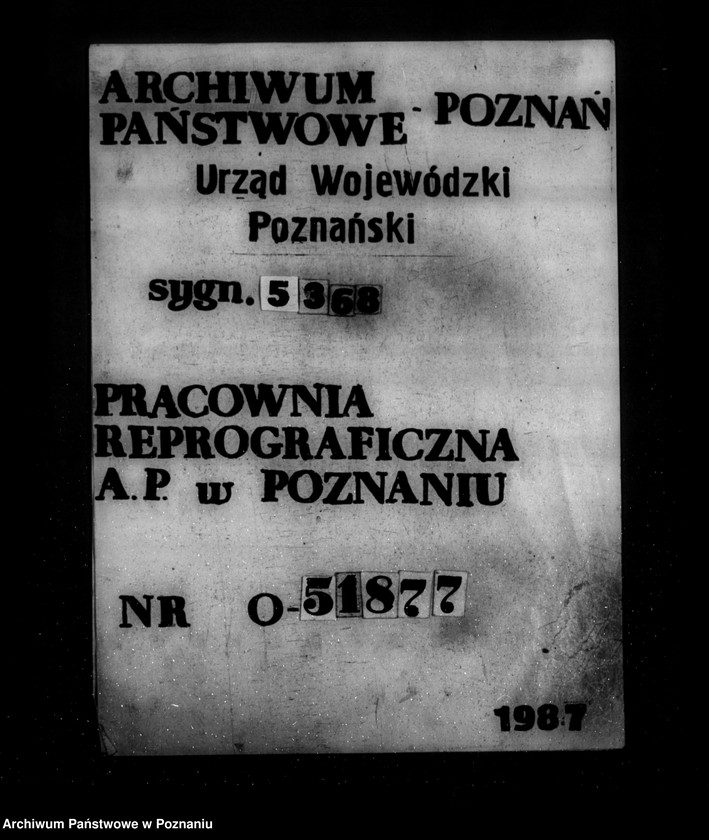 ARCHIWUM
PAŃSTWOWE - POZNAŃ
Urząd Wojewódzki
Poznański
sygn. 5368
PRACOWNIA
REPROGRAFICZNA
A.P. w POZNANIU
NR O-51877
1987
Archiwum Państwowe w Poznaniu